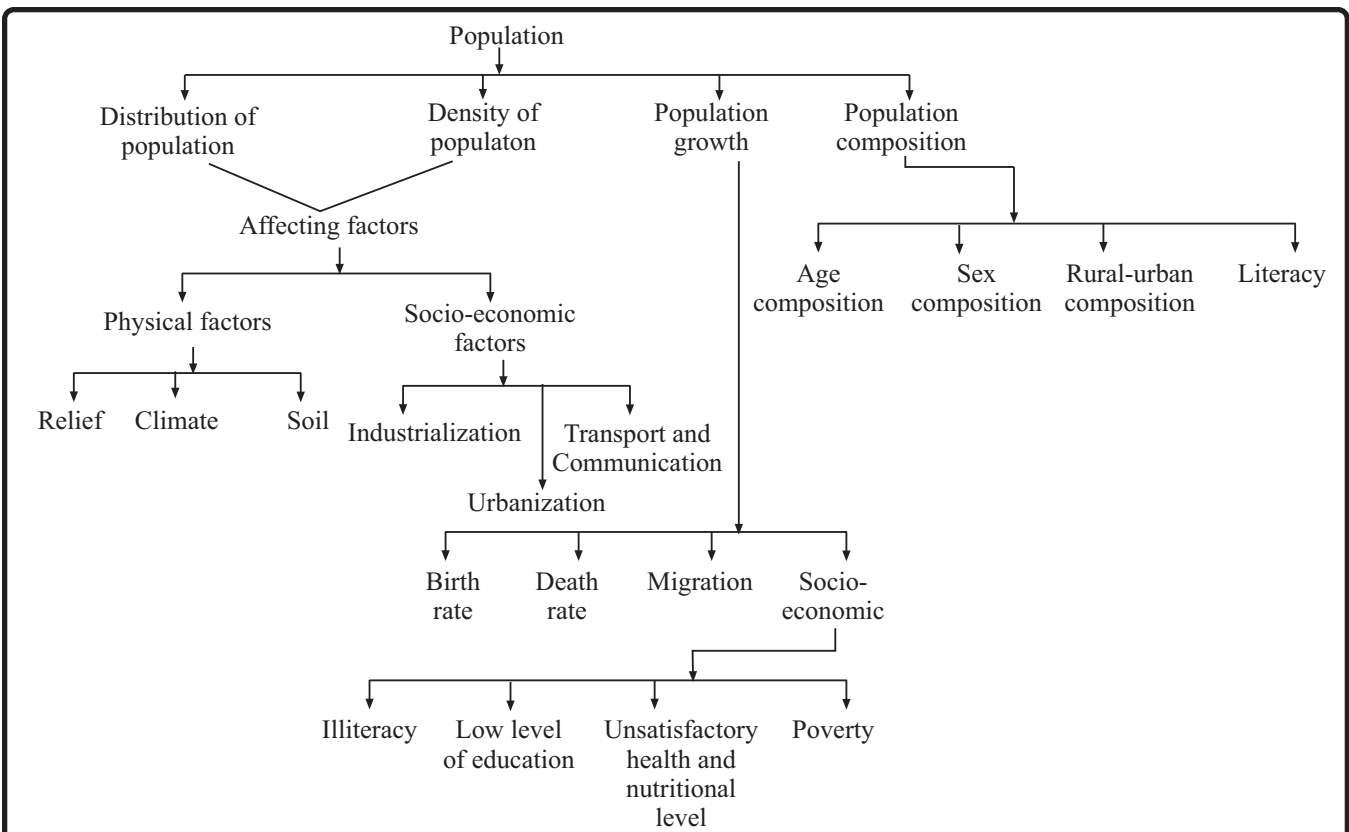 Population
Distribution of
population
Density of
populaton
Population
growth
Population
composition
Affecting factors
Age
composition
Sex
composition
Rural-urban
composition
Literacy
Physical factors
Socio-economic
factors
Relief
Climate
Soil
Industrialization
Transport and
Communication
Urbanization
Birth
rate
Death
rate
Migration
Socio-
economic
Illiteracy
Low level
of education
Unsatisfactory
health and
nutritional
level
Poverty